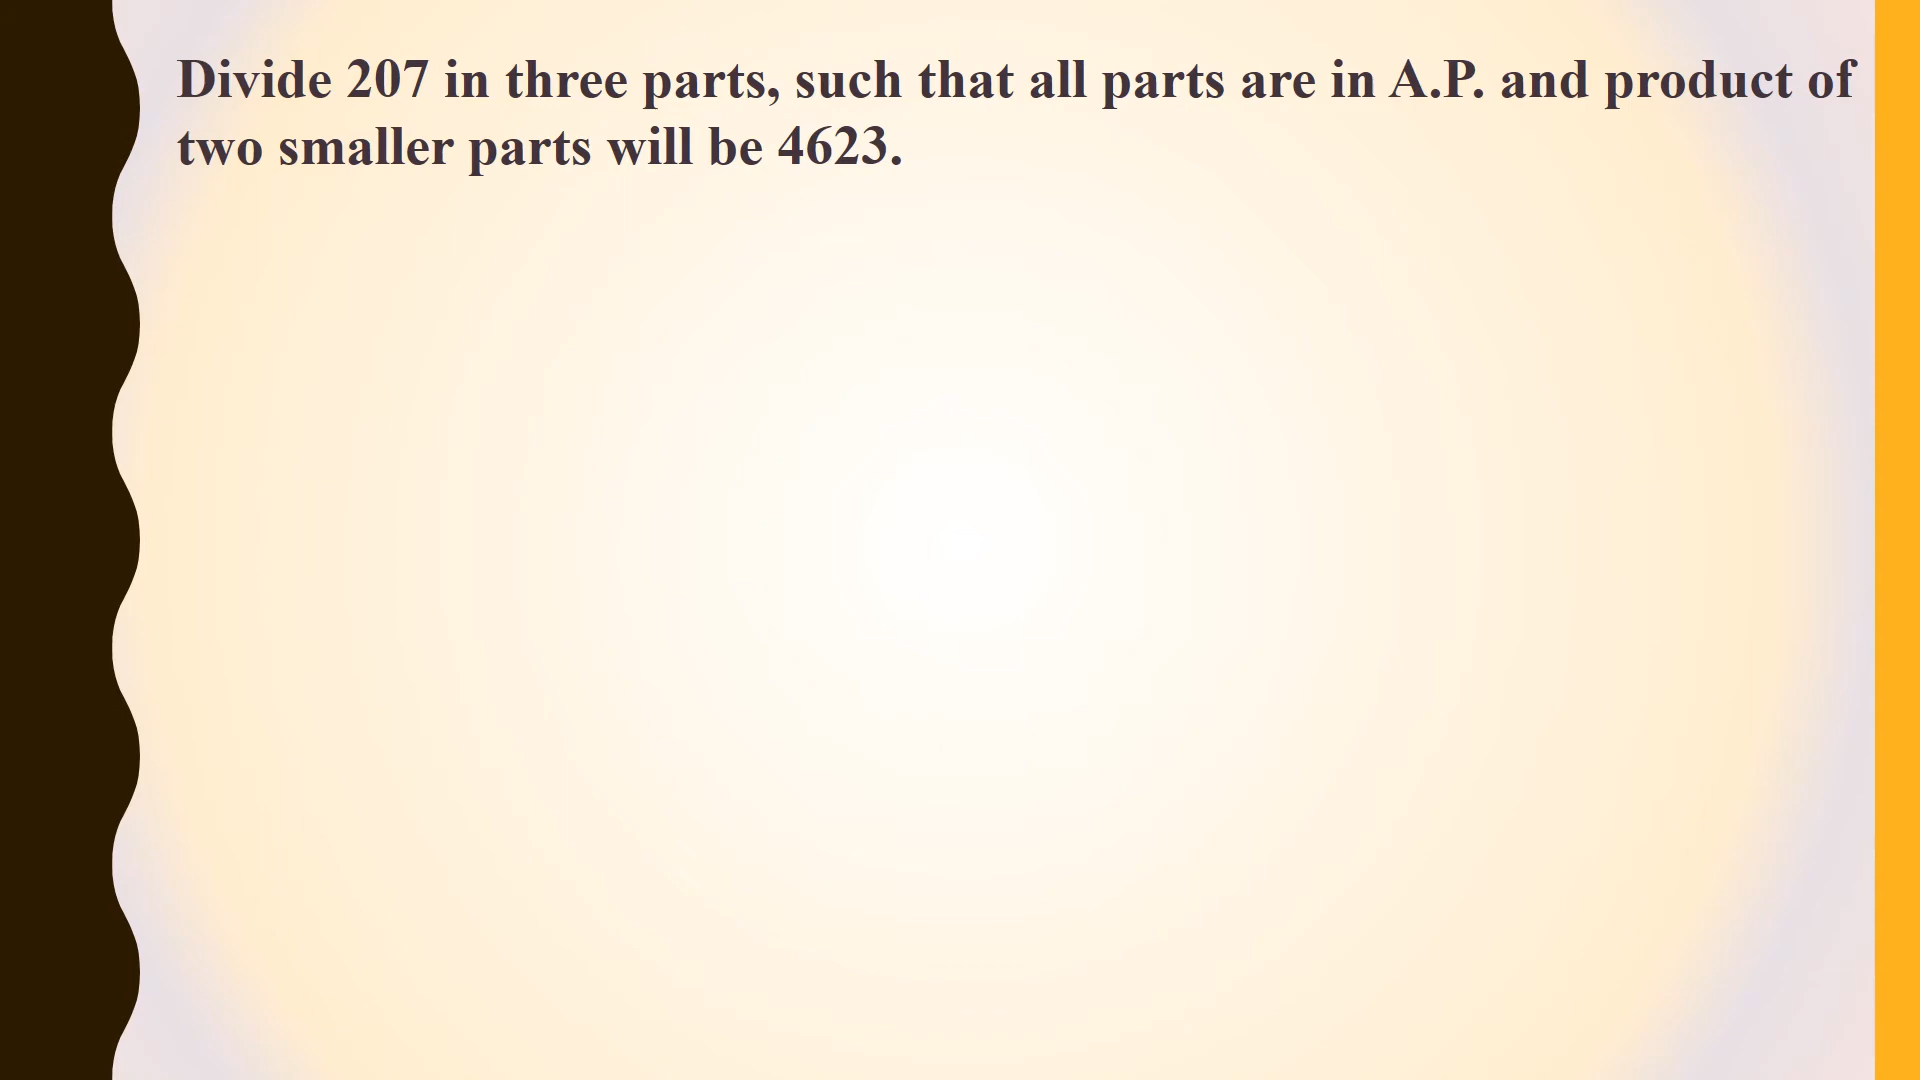 Divide 207 in three parts, such that all parts are in A.P. and product of
two smaller parts will be 4623.